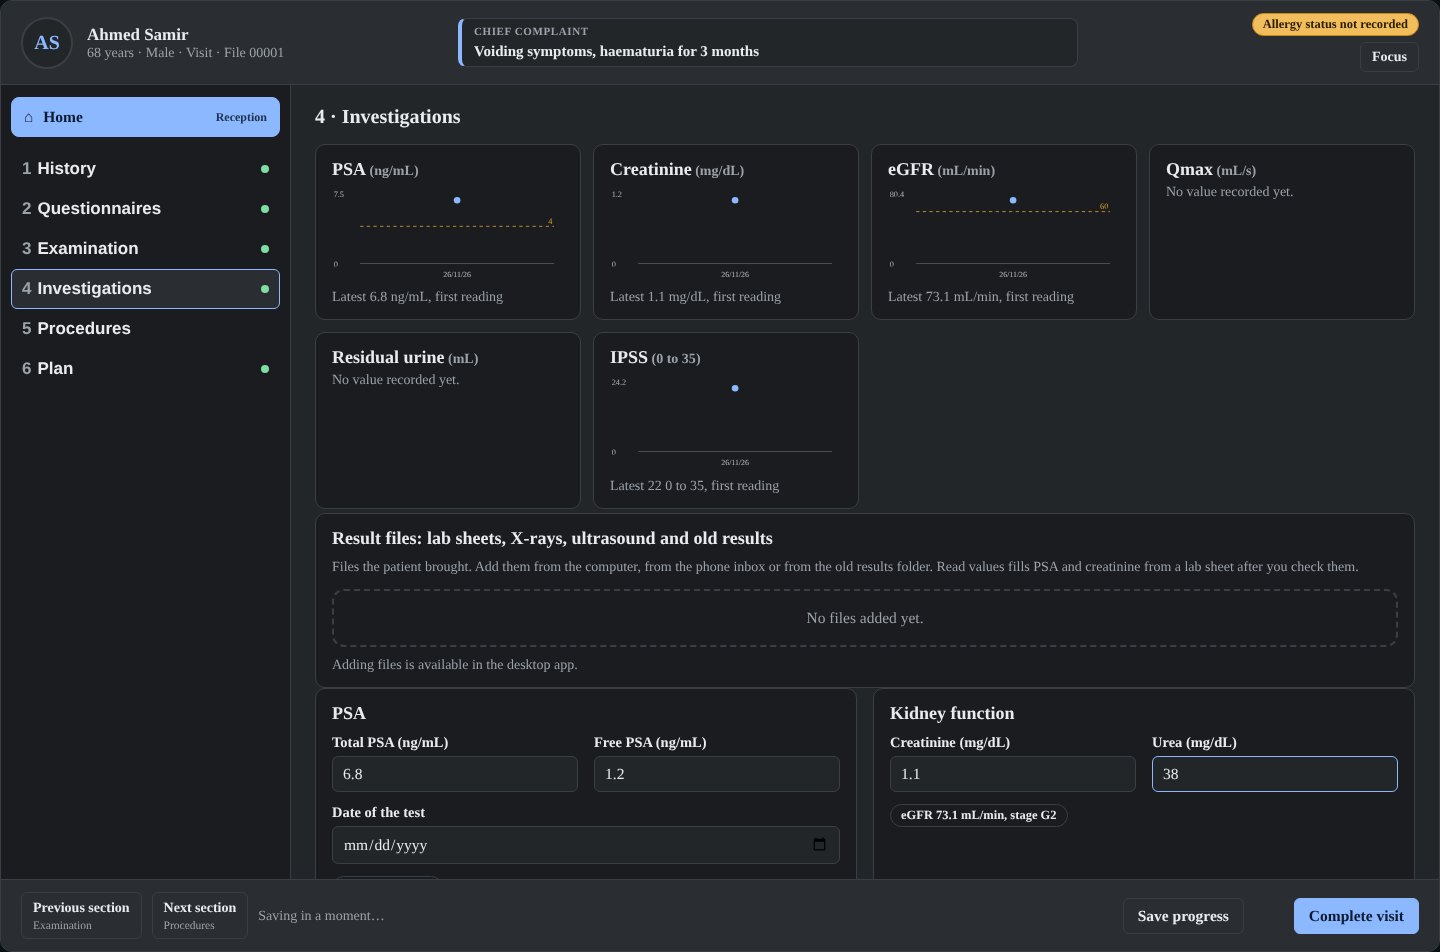 AS
Ahmed Samir
68 years · Male · Visit · File 00001
CHIEF COMPLAINT
Voiding symptoms, haematuria for 3 months
Allergy status not recorded
Focus
⌂ Home Reception
1 History
2 Questionnaires
3 Examination
4 Investigations
5 Procedures
6 Plan
4 · Investigations
PSA (ng/mL)
7.5
4
0
26/11/26
Latest 6.8 ng/mL, first reading
Creatinine (mg/dL)
1.2
0
26/11/26
Latest 1.1 mg/dL, first reading
eGFR (mL/min)
80.4
60
0
26/11/26
Latest 73.1 mL/min, first reading
Qmax (mL/s)
No value recorded yet.
Residual urine (mL)
No value recorded yet.
IPSS (0 to 35)
24.2
0
26/11/26
Latest 22 0 to 35, first reading
Result files: lab sheets, X-rays, ultrasound and old results
Files the patient brought. Add them from the computer, from the phone inbox or from the old results folder. Read values fills PSA and creatinine from a lab sheet after you check them.
No files added yet.
Adding files is available in the desktop app.
PSA
Total PSA (ng/mL) Free PSA (ng/mL)
6.8 1.2
Date of the test
mm/dd/yyyy
Kidney function
Creatinine (mg/dL) Urea (mg/dL)
1.1 38
eGFR 73.1 mL/min, stage G2
Previous section
Examination
Next section
Procedures
Saving in a moment…
Save progress
Complete visit